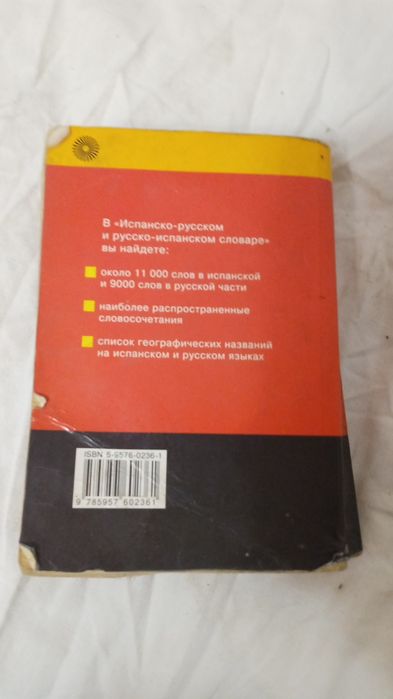 В «Испанско-русском
и русско-испанском словаре»
вы найдете:
около 11 000 слов в испанской
и 9000 слов в русской части
наиболее распространенные
словосочетания
список географических названий
на испанском и русском языках
ISBN 5-9576-0236-1
9 785957 602361